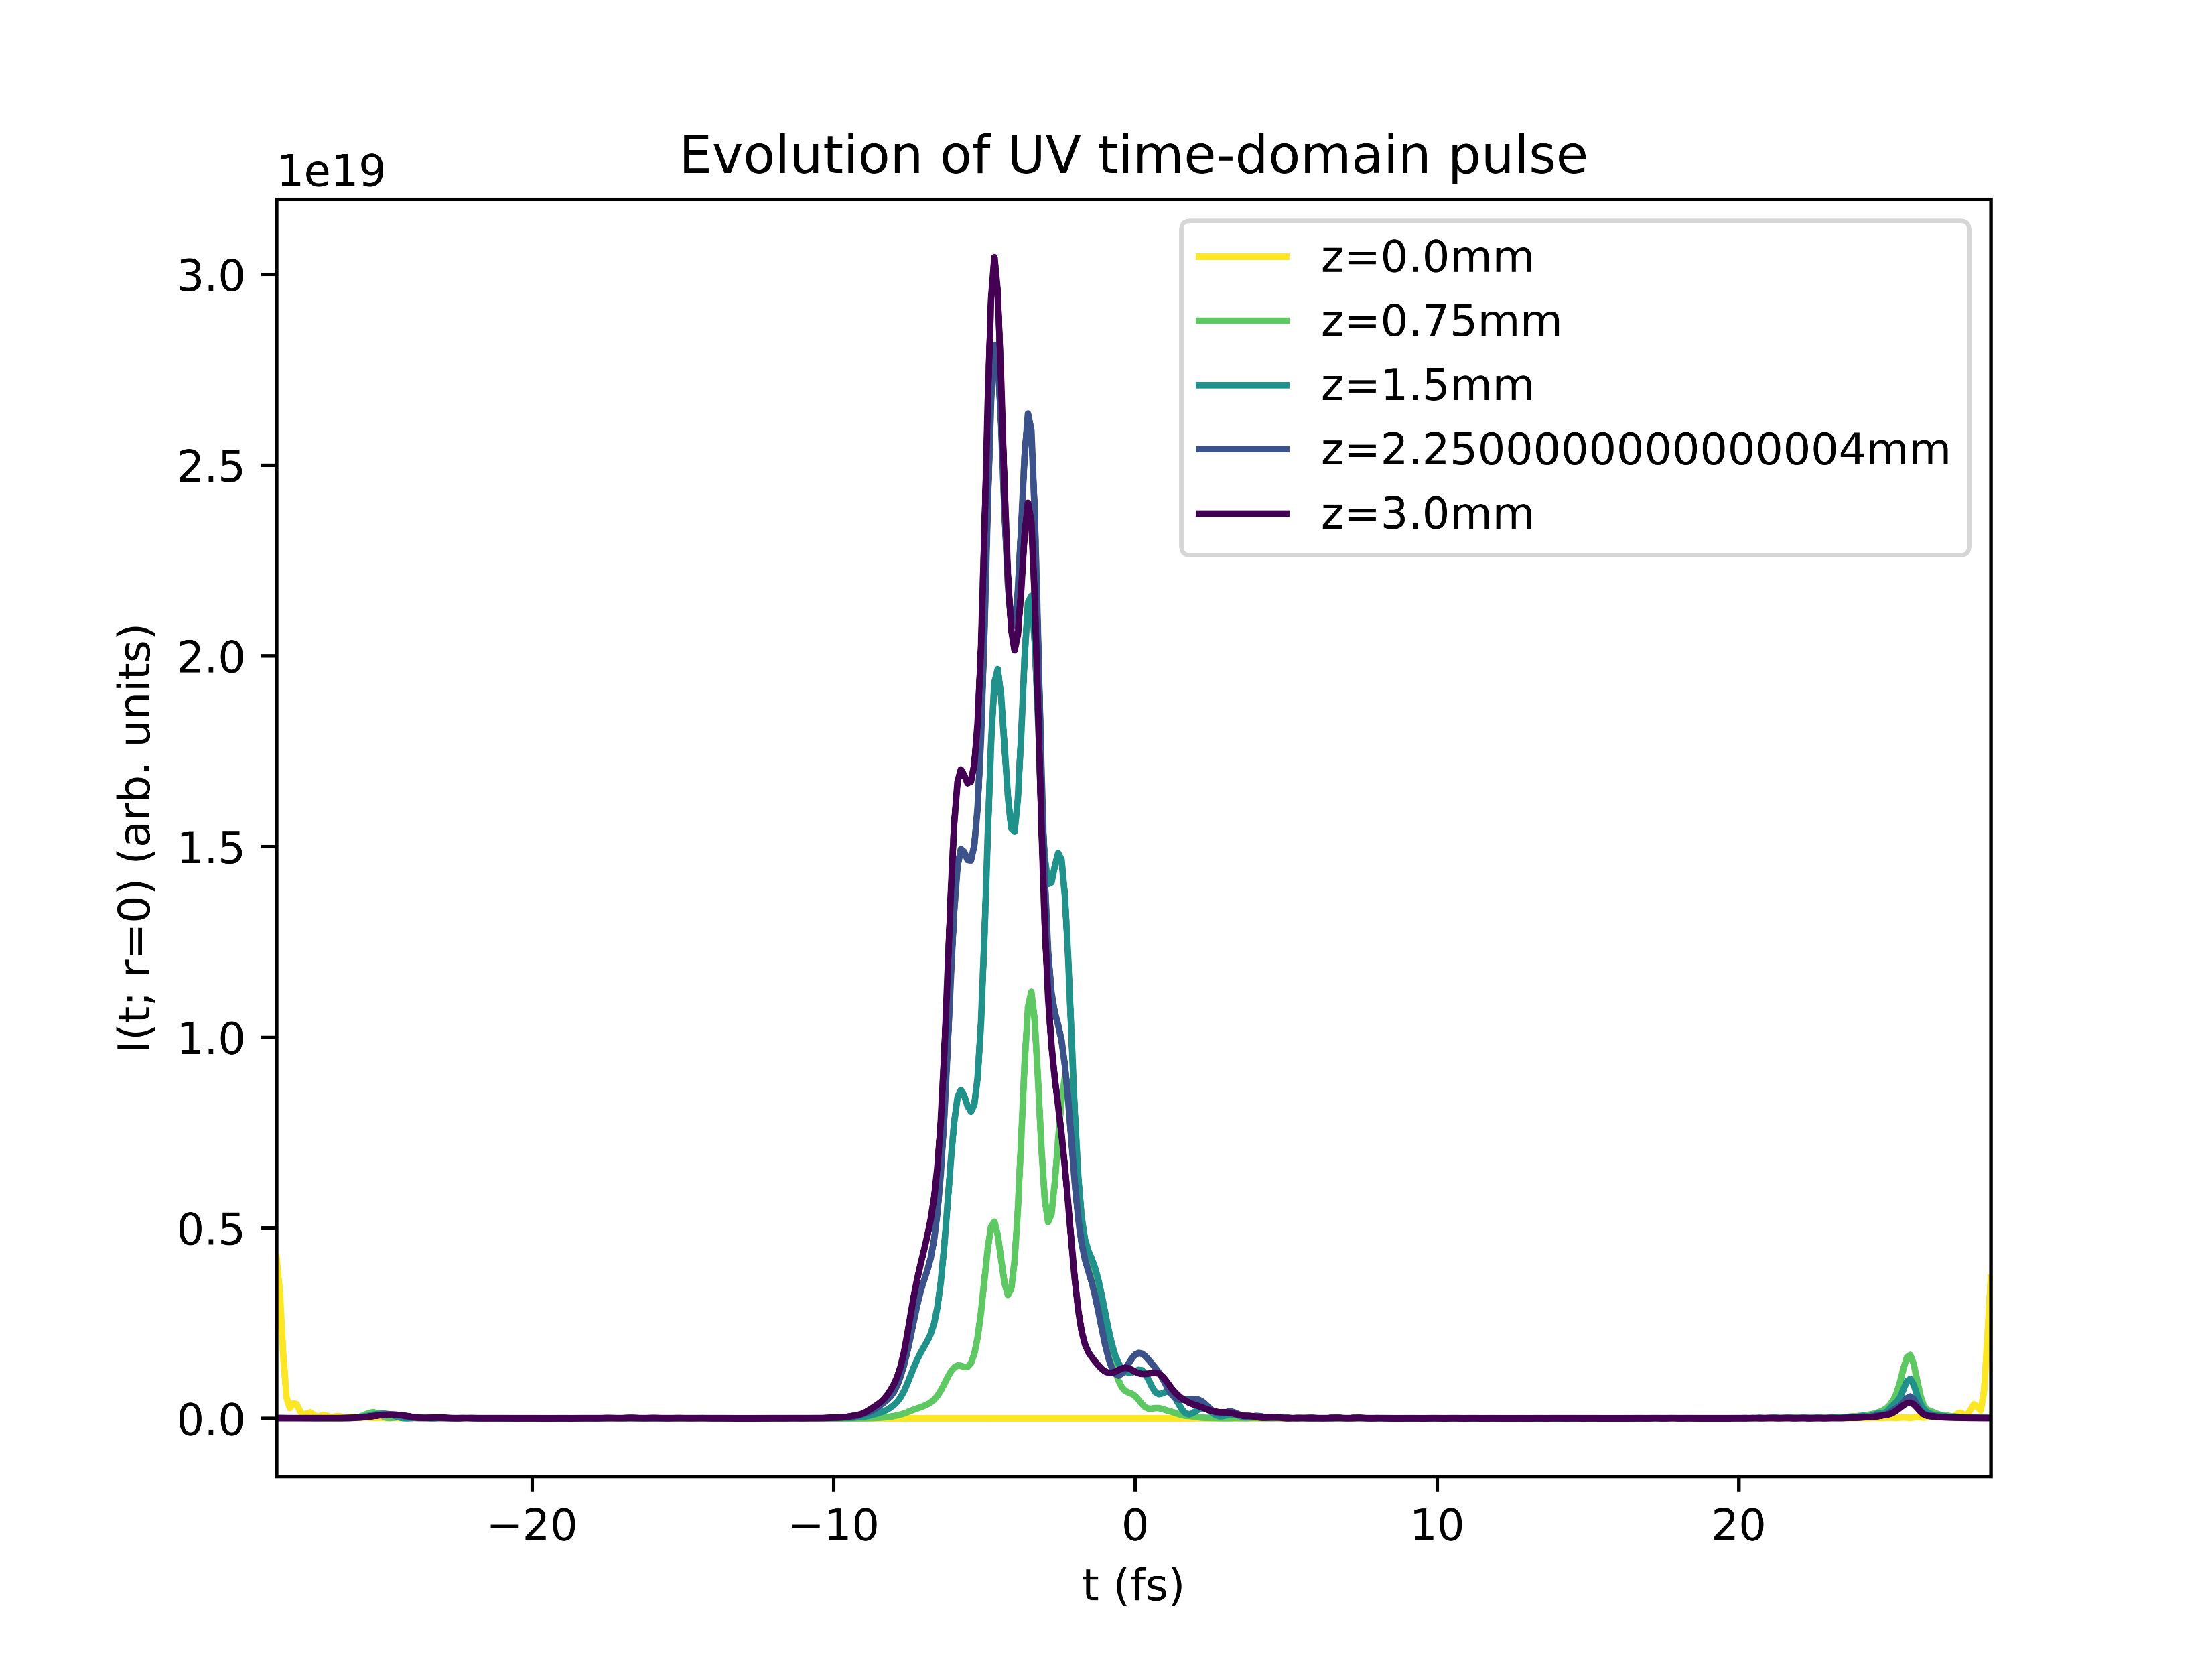 Evolution of UV time-domain pulse
1e19
z=0.0mm
z=0.75mm
z=1.5mm
z=2.2500000000000004mm
z=3.0mm
3.0
2.5
2.0
1.5
1.0
0.5
0.0
I(t; r=0) (arb. units)
−20 −10 0 10 20
t (fs)